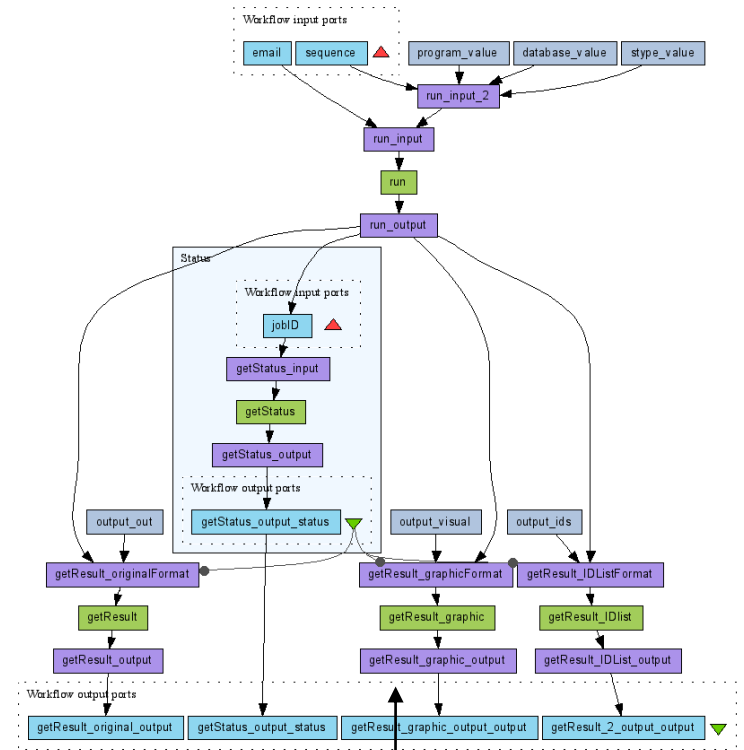 Workflow input ports
email sequence program_value database_value stype_value
run_input_2
run_input
run
run_output
Status
Workflow input ports
jobID
getStatus_input
getStatus
getStatus_output
Workflow output ports
output_out getStatus_output_status output_visual output_ids
getResult_originalFormat getResult_graphicFormat getResult_IDListFormat
getResult getResult_graphic getResult_IDlist
getResult_output getResult_graphic_output getResult_IDList_output
Workflow output ports
getResult_original_output getStatus_output_status getResult_graphic_output_output getResult_2_output_output